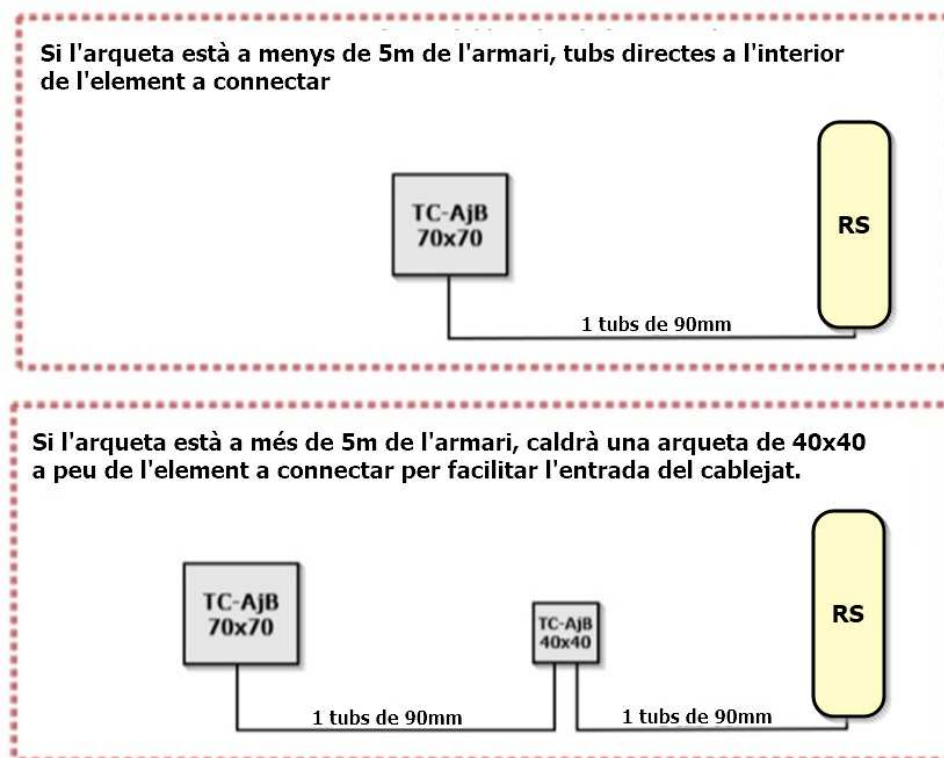 Si l'arqueta està a menys de 5m de l'armari, tubs directes a l'interior
de l'element a connectar
TC-AjB
70x70
RS
1 tubs de 90mm
Si l'arqueta està a més de 5m de l'armari, caldrà una arqueta de 40x40
a peu de l'element a connectar per facilitar l'entrada del cablejat.
TC-AjB
70x70
TC-AjB
40x40
RS
1 tubs de 90mm
1 tubs de 90mm